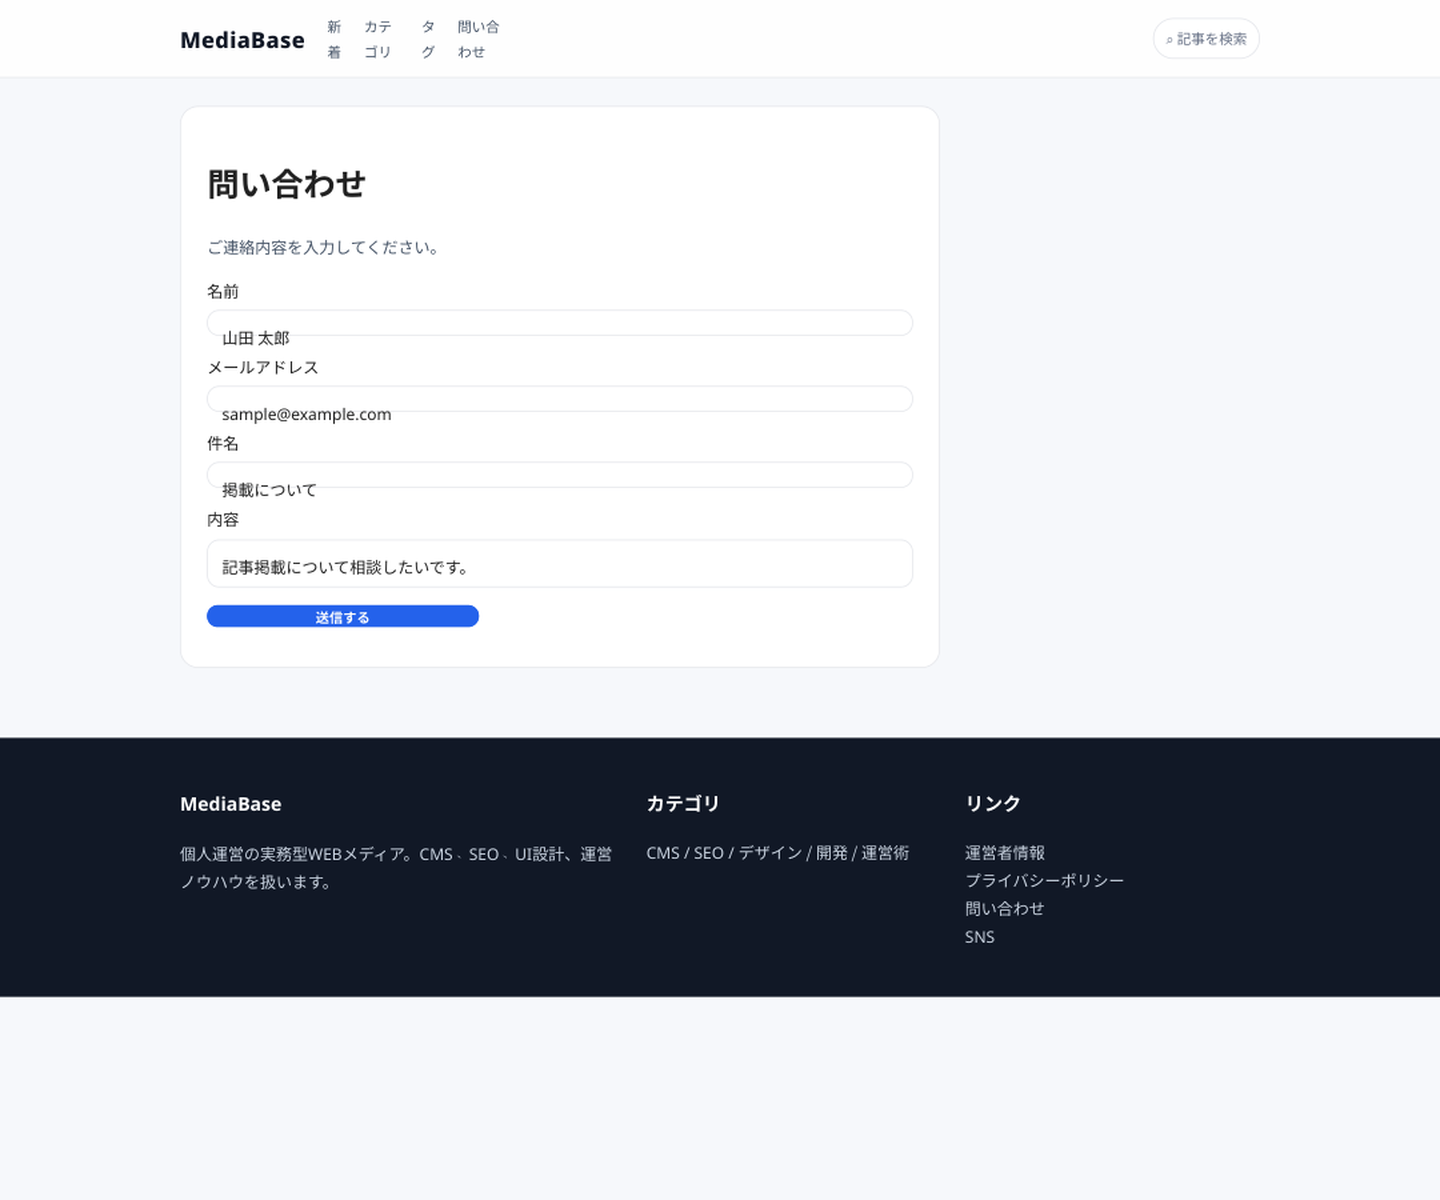 MediaBase
新着
カテゴリ
タグ
問い合わせ
⌕ 記事を検索
問い合わせ
ご連絡内容を入力してください。
名前
山田 太郎
メールアドレス
sample@example.com
件名
掲載について
内容
記事掲載について相談したいです。
送信する
MediaBase
個人運営の実務型WEBメディア。CMS、SEO、UI設計、運営
ノウハウを扱います。
カテゴリ
CMS / SEO / デザイン / 開発 / 運営術
リンク
運営者情報
プライバシーポリシー
問い合わせ
SNS